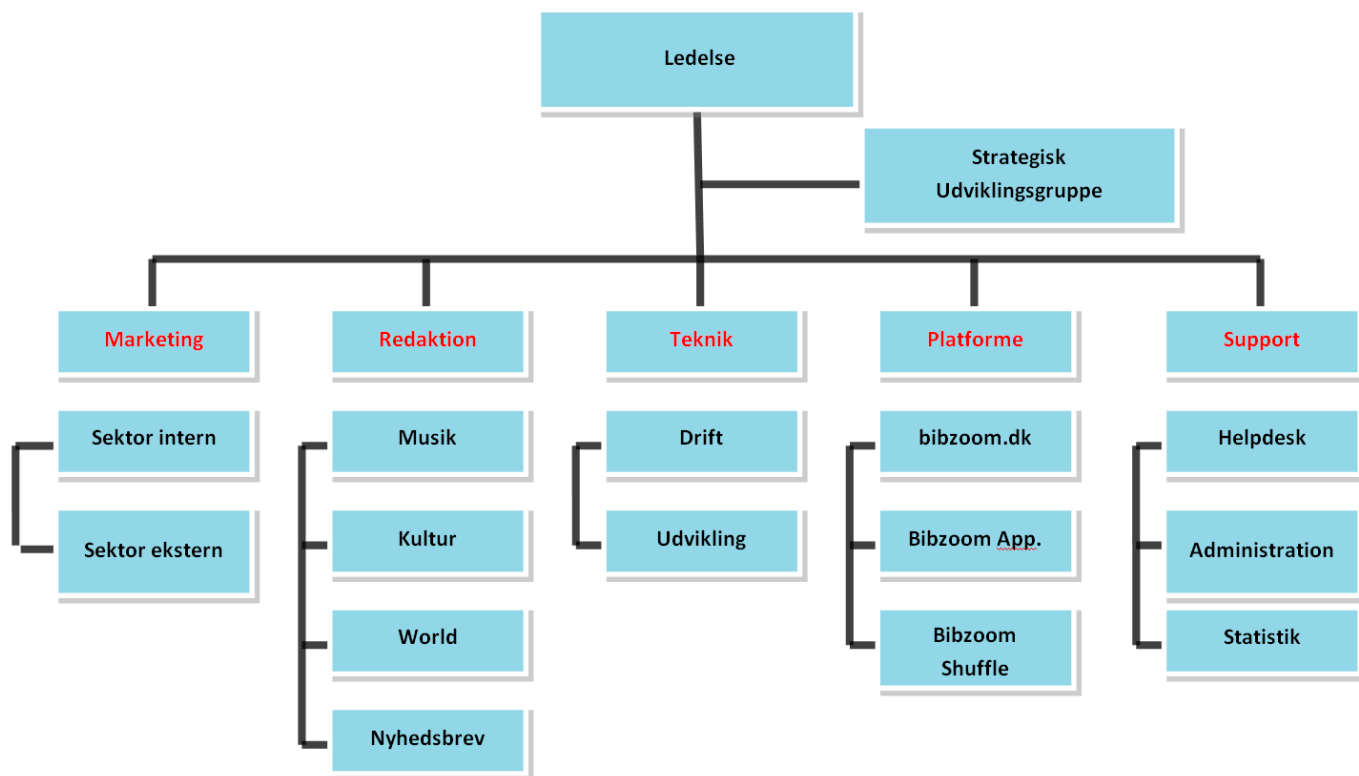 Ledelse
Strategisk
Udviklingsgruppe
Marketing
Redaktion
Teknik
Platforme
Support
Sektor intern
Musik
Drift
bibzoom.dk
Helpdesk
Sektor ekstern
Kultur
Udvikling
Bibzoom App.
Administration
World
Bibzoom
Shuffle
Statistik
Nyhedsbrev